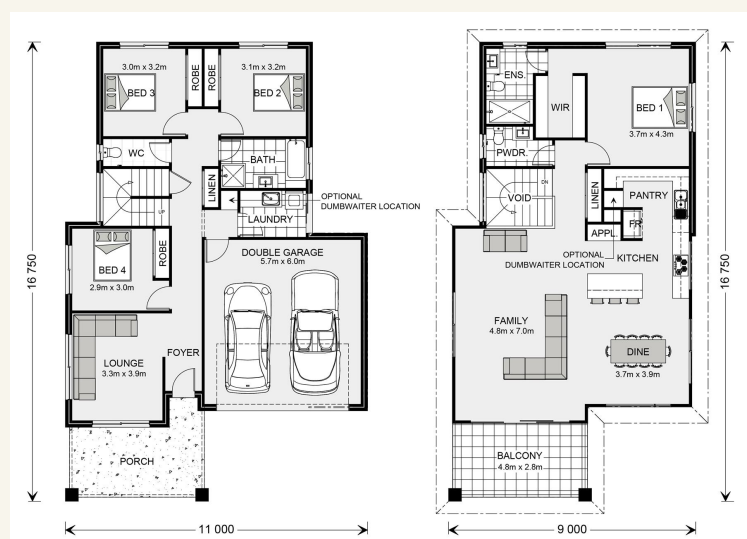 3.0m x 3.2m
BED 3
ROBE
ROBE
3.1m x 3.2m
BED 2
WC
BATH
LINEN
UP
LAUNDRY
OPTIONAL
DUMBWAITER LOCATION
BED 4
2.9m x 3.0m
ROBE
DOUBLE GARAGE
5.7m x 6.0m
LOUNGE
3.3m x 3.9m
FOYER
PORCH
16 750
11 000
ENS.
WIR
BED 1
3.7m x 4.3m
PWDR.
VOID
DN
LINEN
PANTRY
FR.
APPL.
OPTIONAL
DUMBWAITER LOCATION
KITCHEN
FAMILY
4.8m x 7.0m
DINE
3.7m x 3.9m
BALCONY
4.8m x 2.8m
16 750
9 000